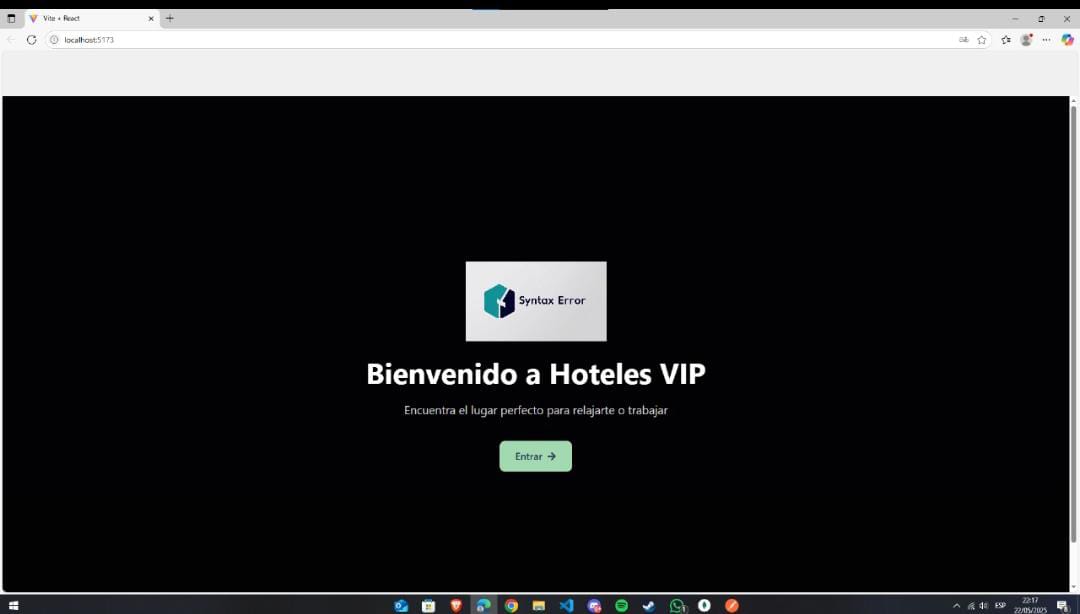 Vite + React
localhost:5173
Syntax Error
Bienvenido a Hoteles VIP
Encuentra el lugar perfecto para relajarte o trabajar
Entrar →
ESP
22:17
22/05/2025